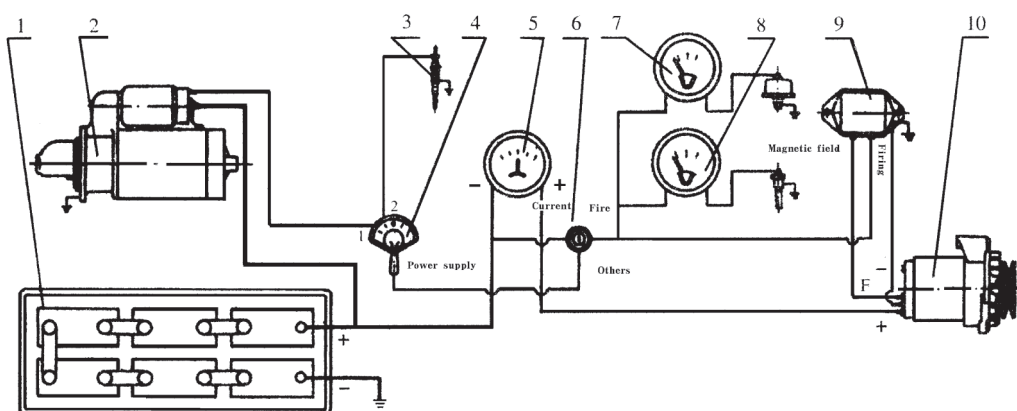 1 2 3 4 5 6 7 8 9 10
Magnetic field
Firing
− +
Current
Fire
2
1
Power supply
Others
−
F
+
+
−